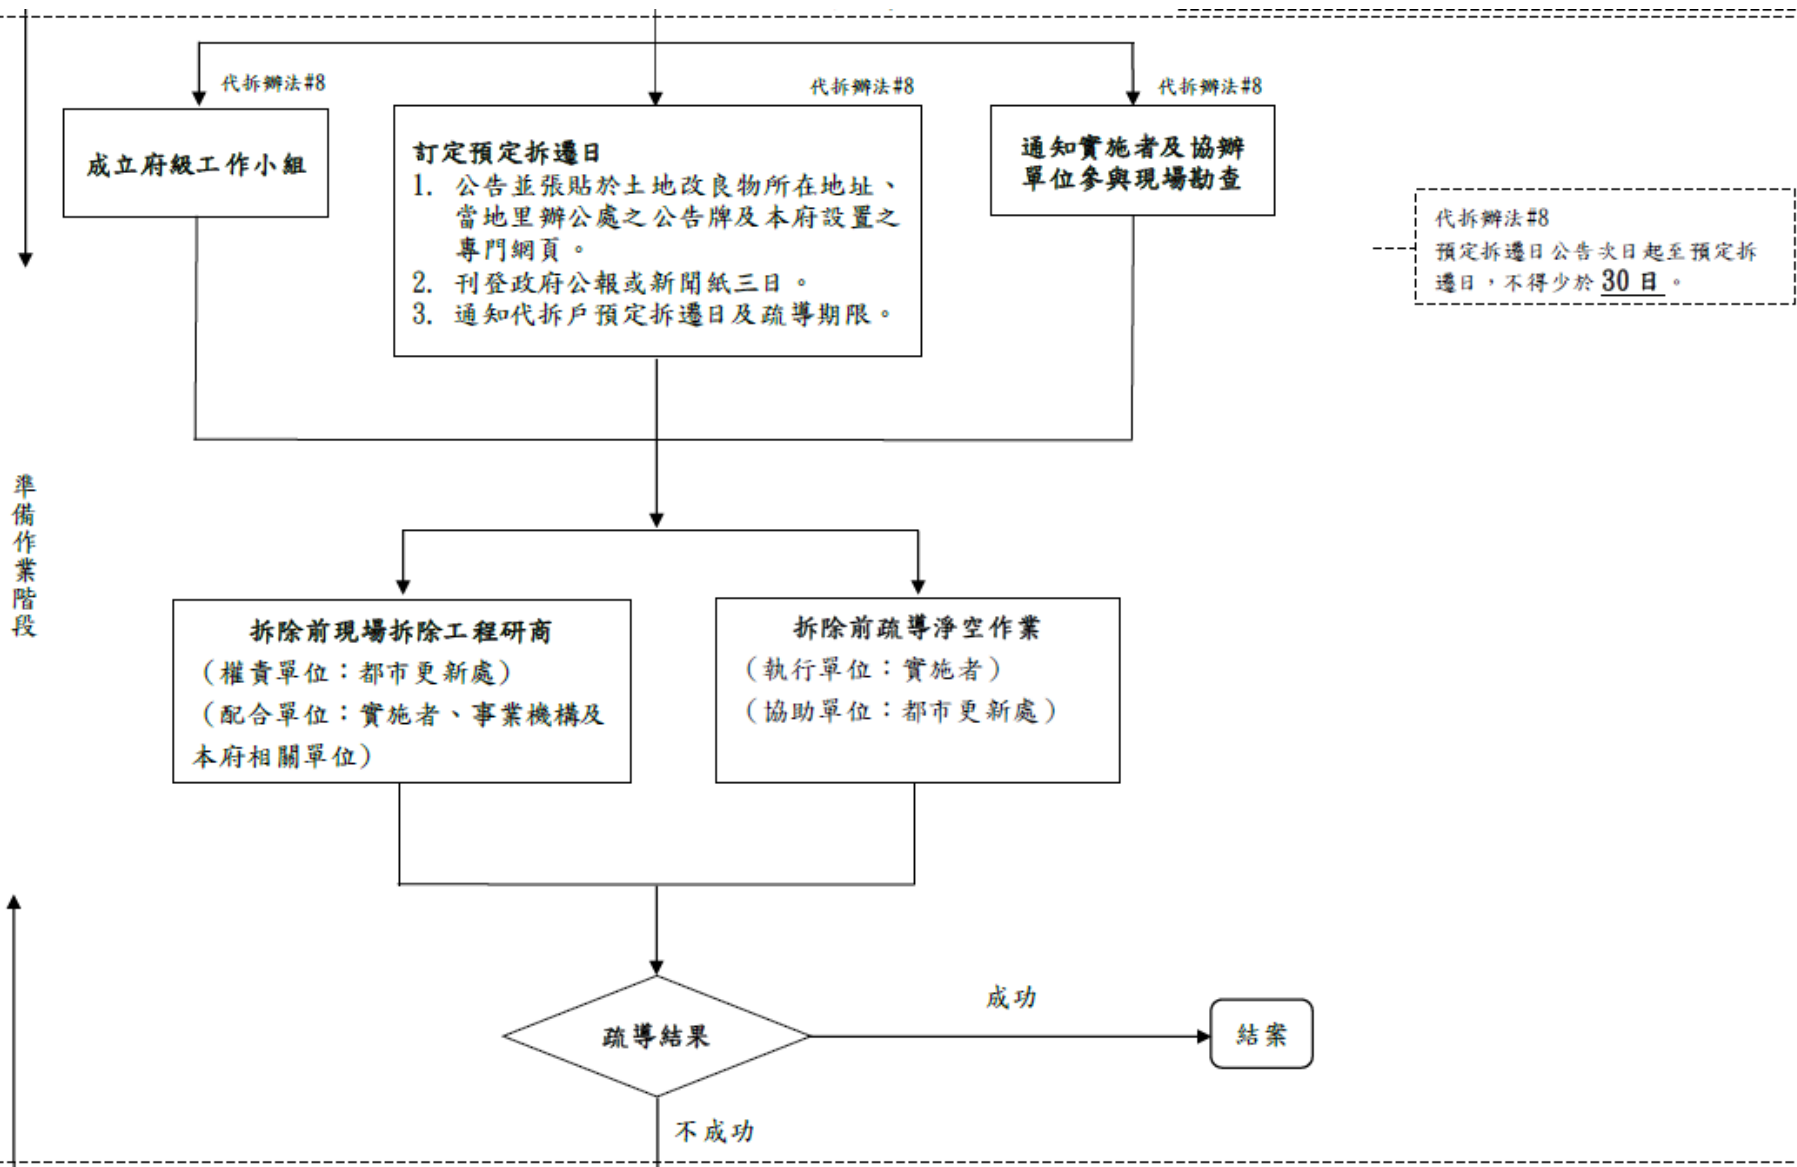 代拆辦法#8
成立府級工作小組
代拆辦法#8
訂定預定拆遷日
1. 公告並張貼於土地改良物所在地址、
當地里辦公處之公告牌及本府設置之
專門網頁。
2. 刊登政府公報或新聞紙三日。
3. 通知代拆戶預定拆遷日及疏導期限。
代拆辦法#8
通知實施者及協辦
單位參與現場勘查
代拆辦法#8
預定拆遷日公告次日起至預定拆
遷日，不得少於 30 日 。
準備作業階段
拆除前現場拆除工程研商
（權責單位：都市更新處）
（配合單位：實施者、事業機構及
本府相關單位）
拆除前疏導淨空作業
（執行單位：實施者）
（協助單位：都市更新處）
疏導結果
成功
結案
不成功